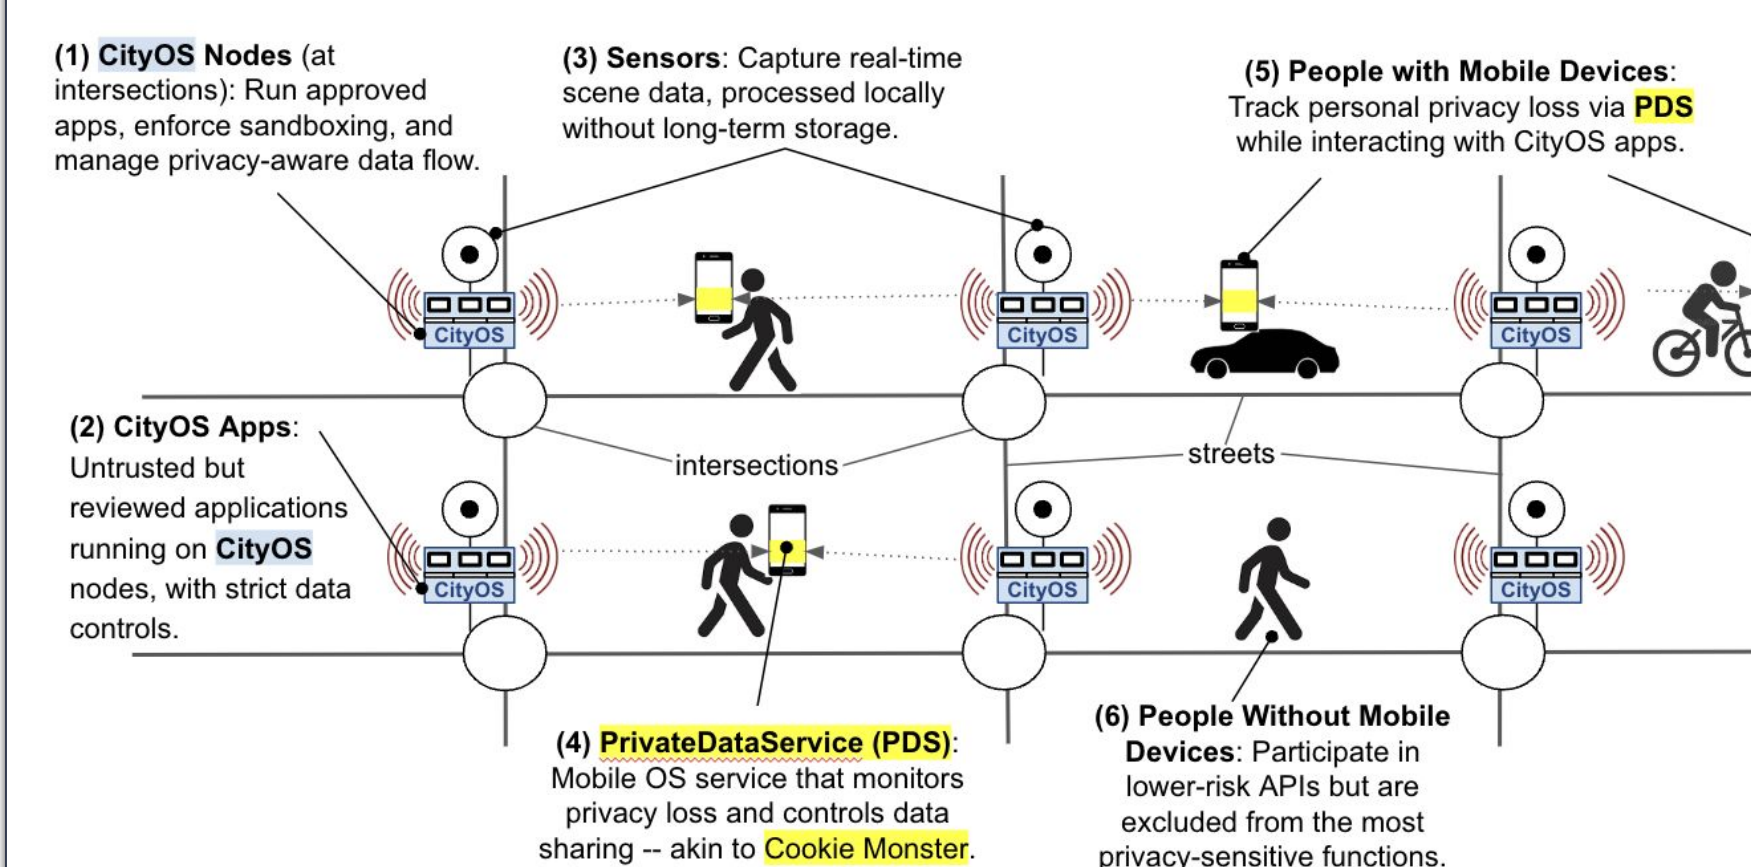 (1) CityOS Nodes (at
intersections): Run approved
apps, enforce sandboxing, and
manage privacy-aware data flow.
(3) Sensors: Capture real-time
scene data, processed locally
without long-term storage.
(5) People with Mobile Devices:
Track personal privacy loss via PDS
while interacting with CityOS apps.
CityOS
CityOS
CityOS
(2) CityOS Apps:
Untrusted but
reviewed applications
running on CityOS
nodes, with strict data
controls.
intersections
streets
CityOS
CityOS
CityOS
(4) PrivateDataService (PDS):
Mobile OS service that monitors
privacy loss and controls data
sharing -- akin to Cookie Monster.
(6) People Without Mobile
Devices: Participate in
lower-risk APIs but are
excluded from the most
privacy-sensitive functions.